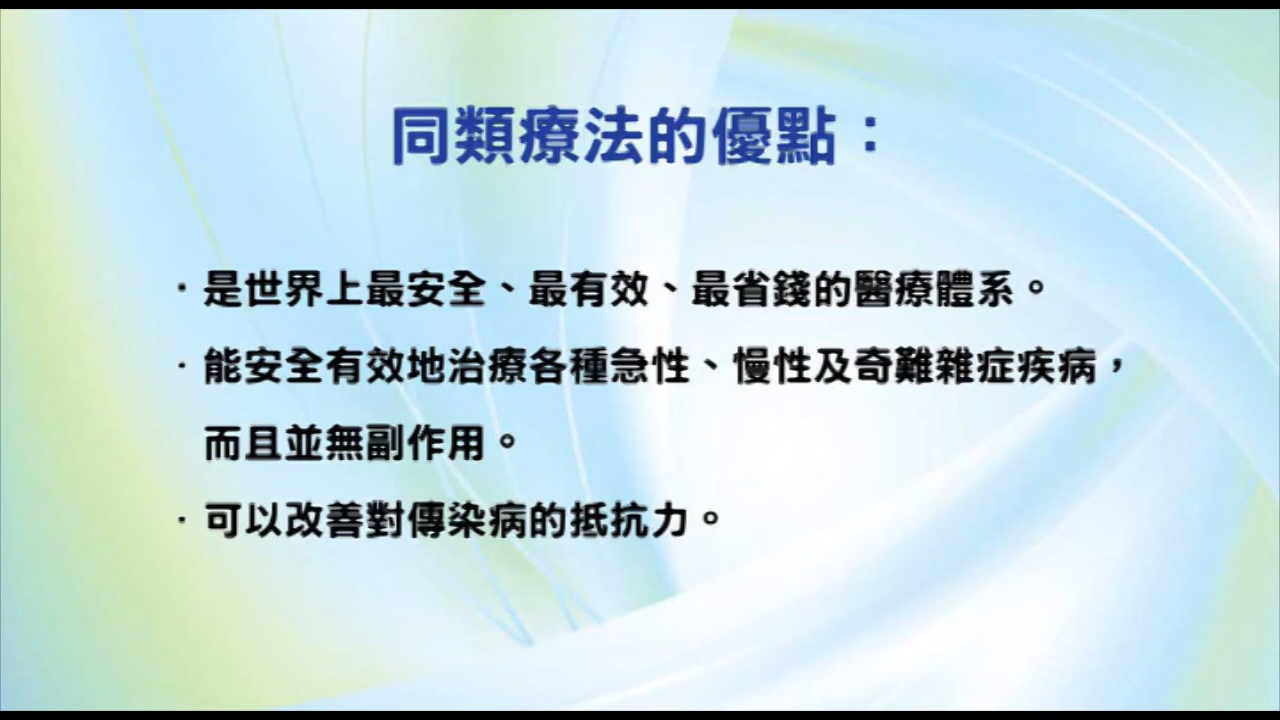 同類療法的優點：
·是世界上最安全、最有效、最省錢的醫療體系。
·能安全有效地治療各種急性、慢性及奇難雜症疾病，
而且並無副作用。
·可以改善對傳染病的抵抗力。